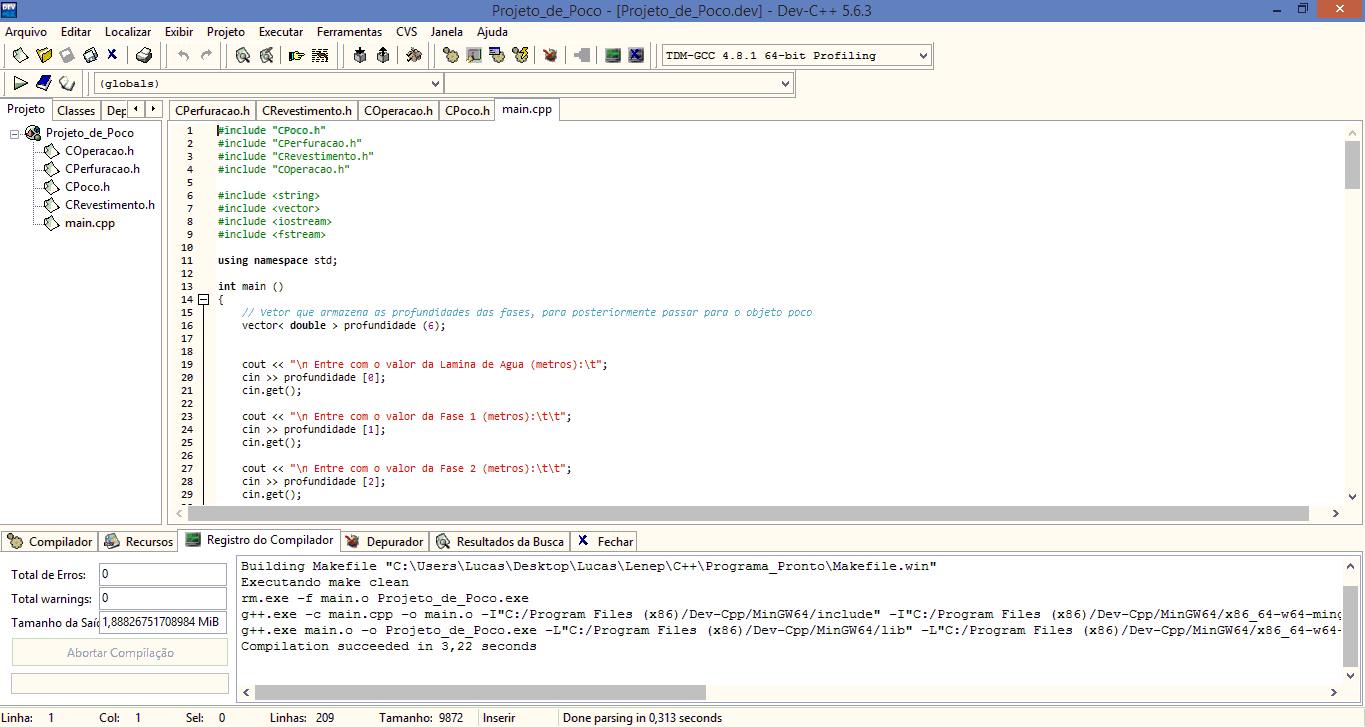 Projeto_de_Poco - [Projeto_de_Poco.dev] - Dev-C++ 5.6.3
Arquivo Editar Localizar Exibir Projeto Executar Ferramentas CVS Janela Ajuda
TDM-GCC 4.8.1 64-bit Profiling
(globals)
Projeto Classes Dep
CPerfuracao.h CRevestimento.h COperacao.h CPoco.h main.cpp
Projeto_de_Poco
COperacao.h
CPerfuracao.h
CPoco.h
CRevestimento.h
main.cpp
1 #include "CPoco.h"
2 #include "CPerfuracao.h"
3 #include "CRevestimento.h"
4 #include "COperacao.h"
5
6 #include <string>
7 #include <vector>
8 #include <iostream>
9 #include <fstream>
10
11 using namespace std;
12
13 int main ()
14 {
15 // Vetor que armazena as profundidades das fases, para posteriormente passar para o objeto poco
16 vector< double > profundidade (6);
17
18
19 cout << "\n Entre com o valor da Lamina de Agua (metros):\t";
20 cin >> profundidade [0];
21 cin.get();
22
23 cout << "\n Entre com o valor da Fase 1 (metros):\t\t";
24 cin >> profundidade [1];
25 cin.get();
26
27 cout << "\n Entre com o valor da Fase 2 (metros):\t\t";
28 cin >> profundidade [2];
29 cin.get();
Compilador Recursos Registro do Compilador Depurador Resultados da Busca Fechar
Total de Erros: 0
Total warnings: 0
Tamanho da Saíd 1,88826751708984 MiB
Abortar Compilação
Building Makefile "C:\Users\Lucas\Desktop\Lucas\Lenep\C++\Programa_Pronto\Makefile.win"
Executando make clean
rm.exe -f main.o Projeto_de_Poco.exe
g++.exe -c main.cpp -o main.o -I"C:/Program Files (x86)/Dev-Cpp/MinGW64/include" -I"C:/Program Files (x86)/Dev-Cpp/MinGW64/x86_64-w64-ming
g++.exe main.o -o Projeto_de_Poco.exe -L"C:/Program Files (x86)/Dev-Cpp/MinGW64/lib" -L"C:/Program Files (x86)/Dev-Cpp/MinGW64/x86_64-w64-
Compilation succeeded in 3,22 seconds
Linha: 1 Col: 1 Sel: 0 Linhas: 209 Tamanho: 9872 Inserir Done parsing in 0,313 seconds